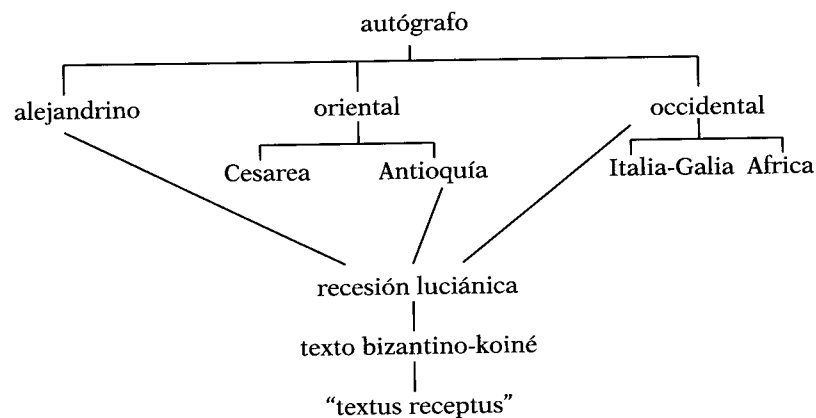 autógrafo
alejandrino oriental occidental
Cesarea Antioquía Italia-Galia Africa
recesión luciánica
texto bizantino-koiné
“textus receptus”